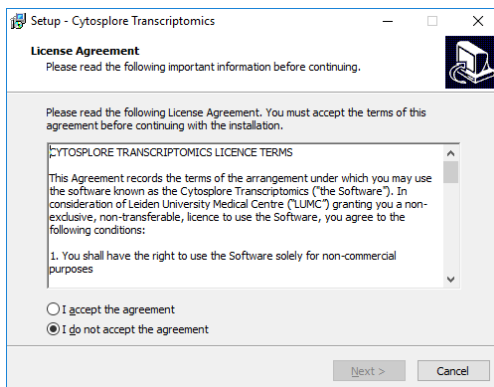 Setup - Cytosplore Transcriptomics
License Agreement
Please read the following important information before continuing.
Please read the following License Agreement. You must accept the terms of this
agreement before continuing with the installation.
CYTOSPLORE TRANSCRIPTOMICS LICENCE TERMS
This Agreement records the terms of the arrangement under which you may use
the software known as the Cytosplore Transcriptomics ("the Software"). In
consideration of Leiden University Medical Centre ("LUMC") granting you a non-
exclusive, non-transferable, licence to use the Software, you agree to the
following conditions:
1. You shall have the right to use the Software solely for non-commercial
purposes
I accept the agreement
I do not accept the agreement
Next >
Cancel